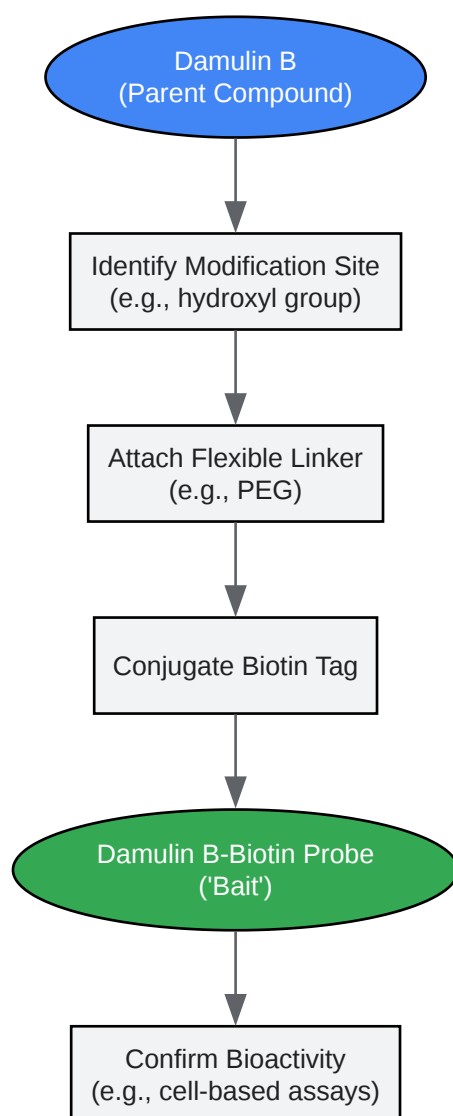 Damulin B
(Parent Compound)
Identify Modification Site
(e.g., hydroxyl group)
Attach Flexible Linker
(e.g., PEG)
Conjugate Biotin Tag
Damulin B-Biotin Probe
('Bait')
Confirm Bioactivity
(e.g., cell-based assays)